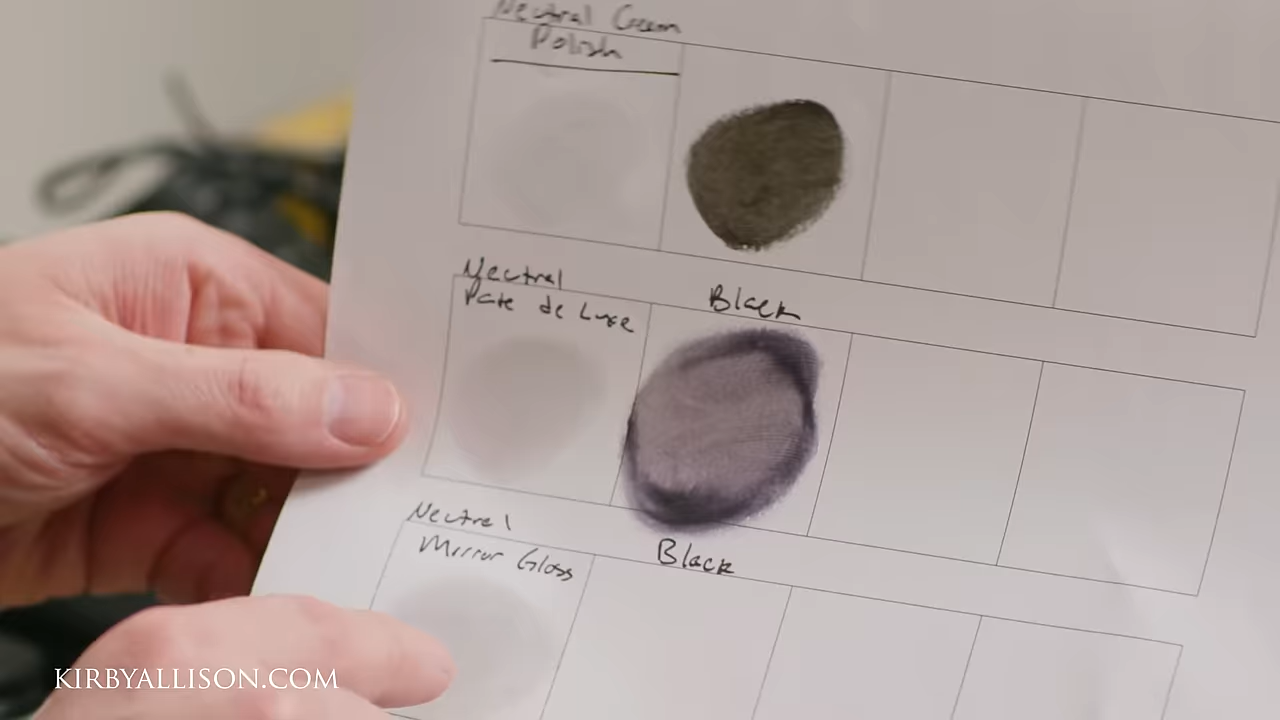 Neutral Cream
Polish
Neutral
Pate de Luxe
Black
Neutral
Mirror Gloss
Black
KIRBYALLISON.COM